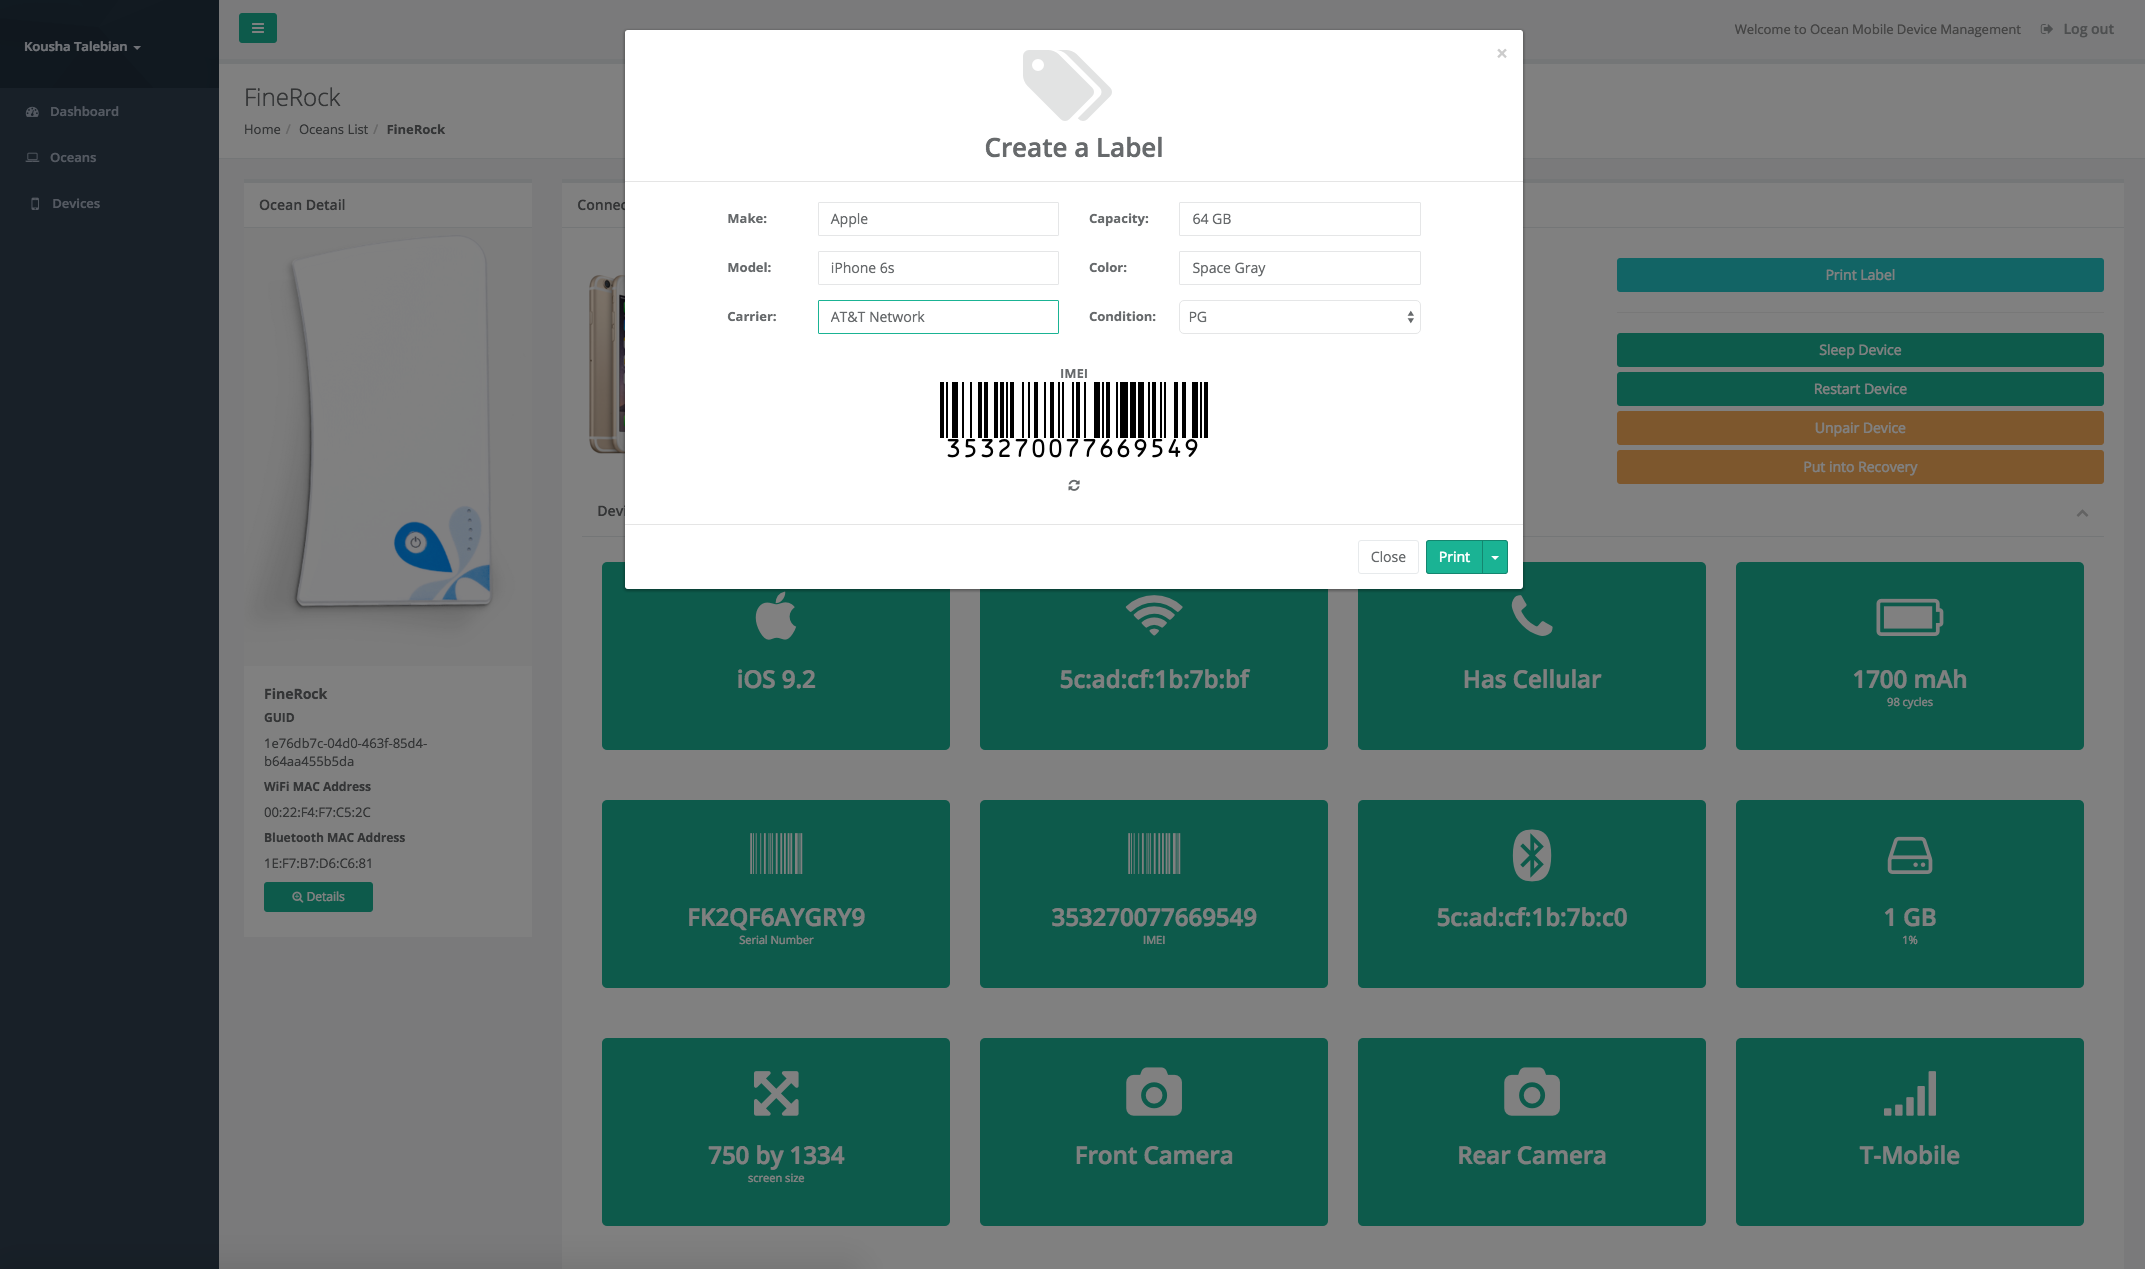 Kousha Talebian
Dashboard
Oceans
Devices
Welcome to Ocean Mobile Device Management
Log out
FineRock
Home / Oceans List / FineRock
Ocean Detail
FineRock
GUID
1e76db7c-04d0-463f-85d4-
b64aa455b5da
WiFi MAC Address
00:22:F4:F7:C5:2C
Bluetooth MAC Address
1E:F7:B7:D6:C6:81
Details
×
Create a Label
Make: Apple Capacity: 64 GB
Model: iPhone 6s Color: Space Gray
Carrier: AT&T Network Condition: PG
IMEI
353270077669549
Close Print
Print Label
Sleep Device
Restart Device
Unpair Device
Put into Recovery
iOS 9.2
5c:ad:cf:1b:7b:bf
Has Cellular
1700 mAh
98 cycles
FK2QF6AYGRY9
Serial Number
353270077669549
IMEI
5c:ad:cf:1b:7b:c0
1 GB
1%
750 by 1334
screen size
Front Camera
Rear Camera
T-Mobile